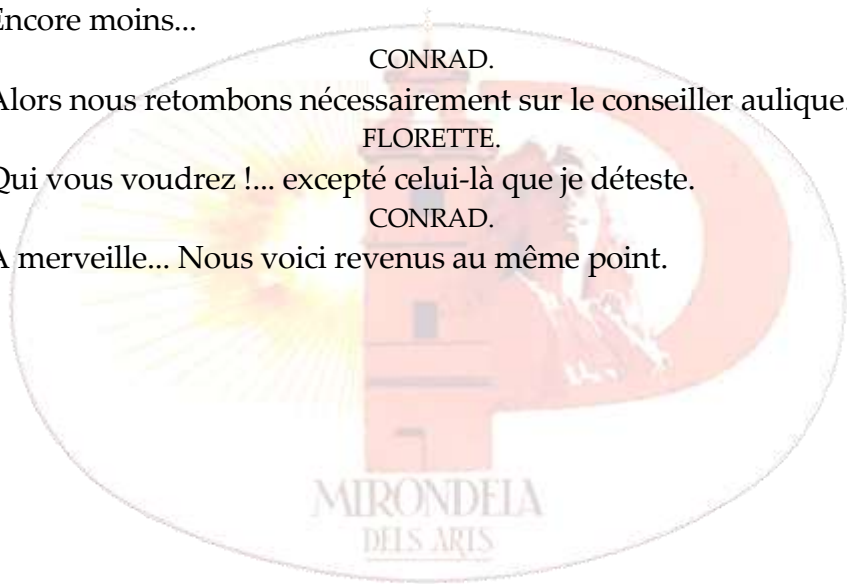 Encore moins...
CONRAD.
Alors nous retombons nécessairement sur le conseiller aulique.
FLORETTE.
Qui vous voudrez !... excepté celui-là que je déteste.
CONRAD.
A merveille... Nous voici revenus au même point.
MIRONDELA
DELS ARTS